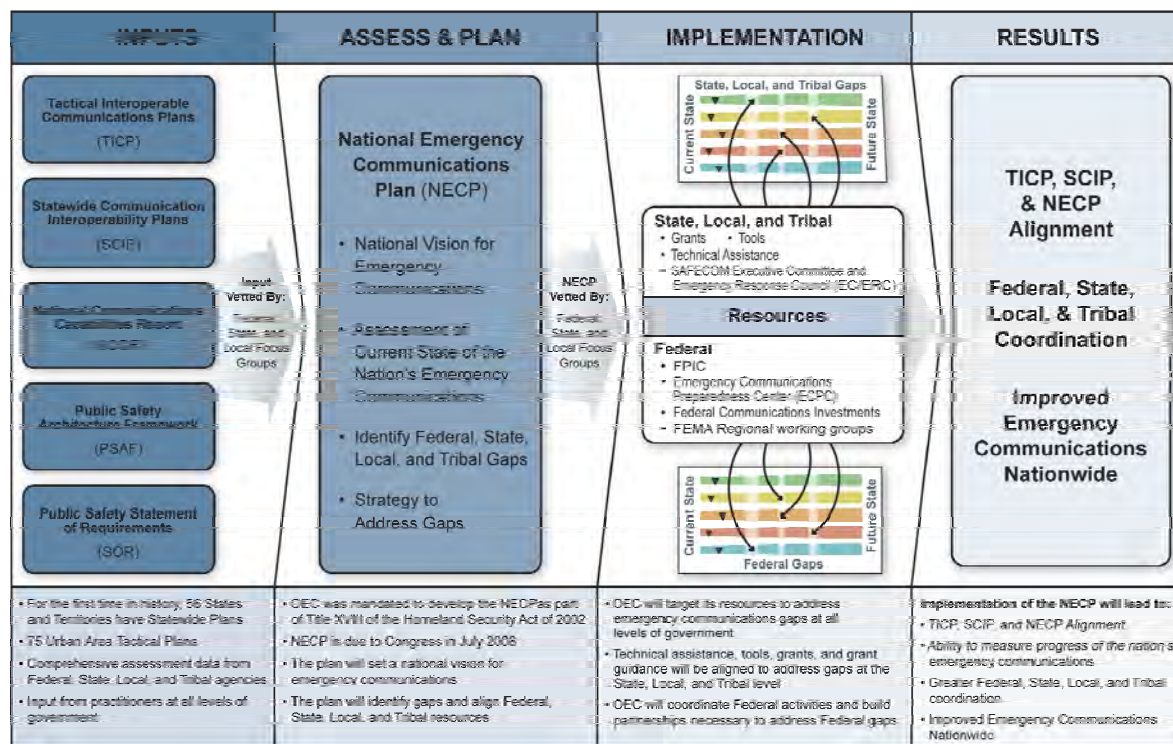 INPUTS
ASSESS & PLAN
IMPLEMENTATION
RESULTS
Tactical Interoperable
Communications Plans
(TICP)
Statewide Communication
Interoperability Plans
(SCIP)
National Communications
Capabilities Report
(NCCR)
Public Safety
Architecture Framework
(PSAF)
Public Safety Statement
of Requirements
(SOR)
Input
Vetted By:
Federal
State, and
Local Focus
Groups
National Emergency
Communications
Plan (NECP)
• National Vision for
Emergency
Communications
• Assessment of
Current State of the
Nation's Emergency
Communications
• Identify Federal, State,
Local, and Tribal Gaps
• Strategy to
Address Gaps
NECP
Vetted By:
Federal
State, and
Local Focus
Groups
State, Local, and Tribal Gaps
Current State
Future State
State, Local, and Tribal
• Grants • Tools
• Technical Assistance
– SAFECOM Executive Committee and
Emergency Response Council (EC/ERC)
Resources
Federal
• FPIC
• Emergency Communications
Preparedness Center (ECPC)
• Federal Communications Investments
– FEMA Regional working groups
Current State
Future State
Federal Gaps
TICP, SCIP,
& NECP
Alignment
Federal, State,
Local, & Tribal
Coordination
Improved
Emergency
Communications
Nationwide
• For the first time in history, 56 States
and Territories have Statewide Plans
• 75 Urban Area Tactical Plans
• Comprehensive assessment data from
Federal, State, Local, and Tribal agencies
• Input from practitioners at all levels of
government
• OEC was mandated to develop the NECP as part
of Title XVIII of the Homeland Security Act of 2002
• NECP is due to Congress in July 2008
• The plan will set a national vision for
emergency communications
• The plan will identify gaps and align Federal,
State, Local, and Tribal resources
• OEC will target its resources to address
emergency communications gaps at all
levels of government
• Technical assistance, tools, grants, and grant
guidance will be aligned to address gaps at the
State, Local, and Tribal level
• OEC will coordinate Federal activities and build
partnerships necessary to address Federal gaps
Implementation of the NECP will lead to:
• TICP, SCIP, and NECP Alignment
• Ability to measure progress of the nation's
emergency communications
• Greater Federal, State, Local, and Tribal
coordination
• Improved Emergency Communications
Nationwide